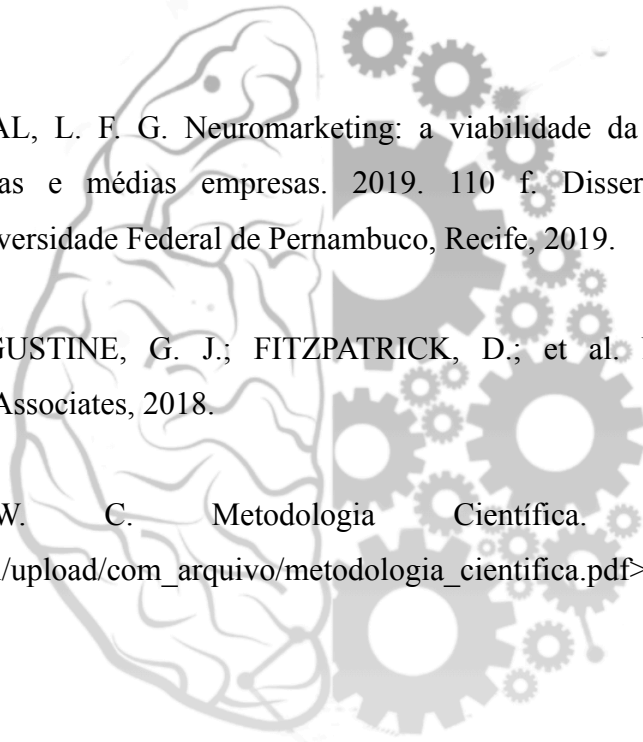 AL, L. F. G. Neuromarketing: a viabilidade da
as e médias empresas. 2019. 110 f. Disser
versidade Federal de Pernambuco, Recife, 2019.
GUSTINE, G. J.; FITZPATRICK, D.; et al.
Associates, 2018.
W. C. Metodologia Científica.
/upload/com_arquivo/metodologia_cientifica.pdf>